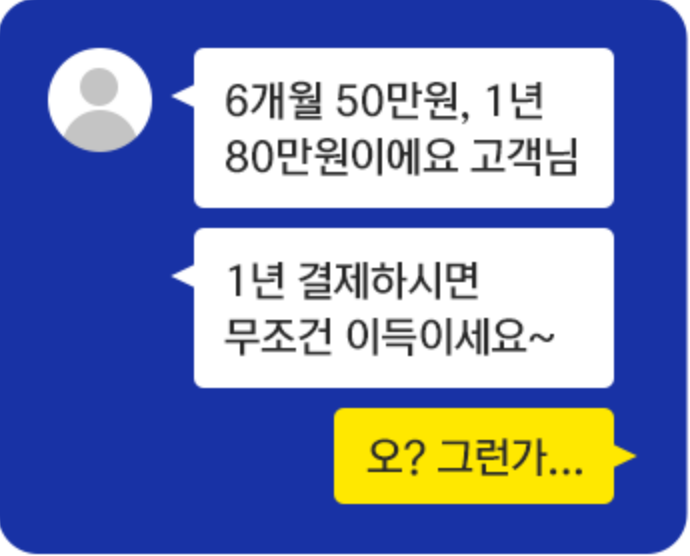 6개월 50만원, 1년
80만원이에요 고객님
1년 결제하시면
무조건 이득이세요~
오? 그런가...